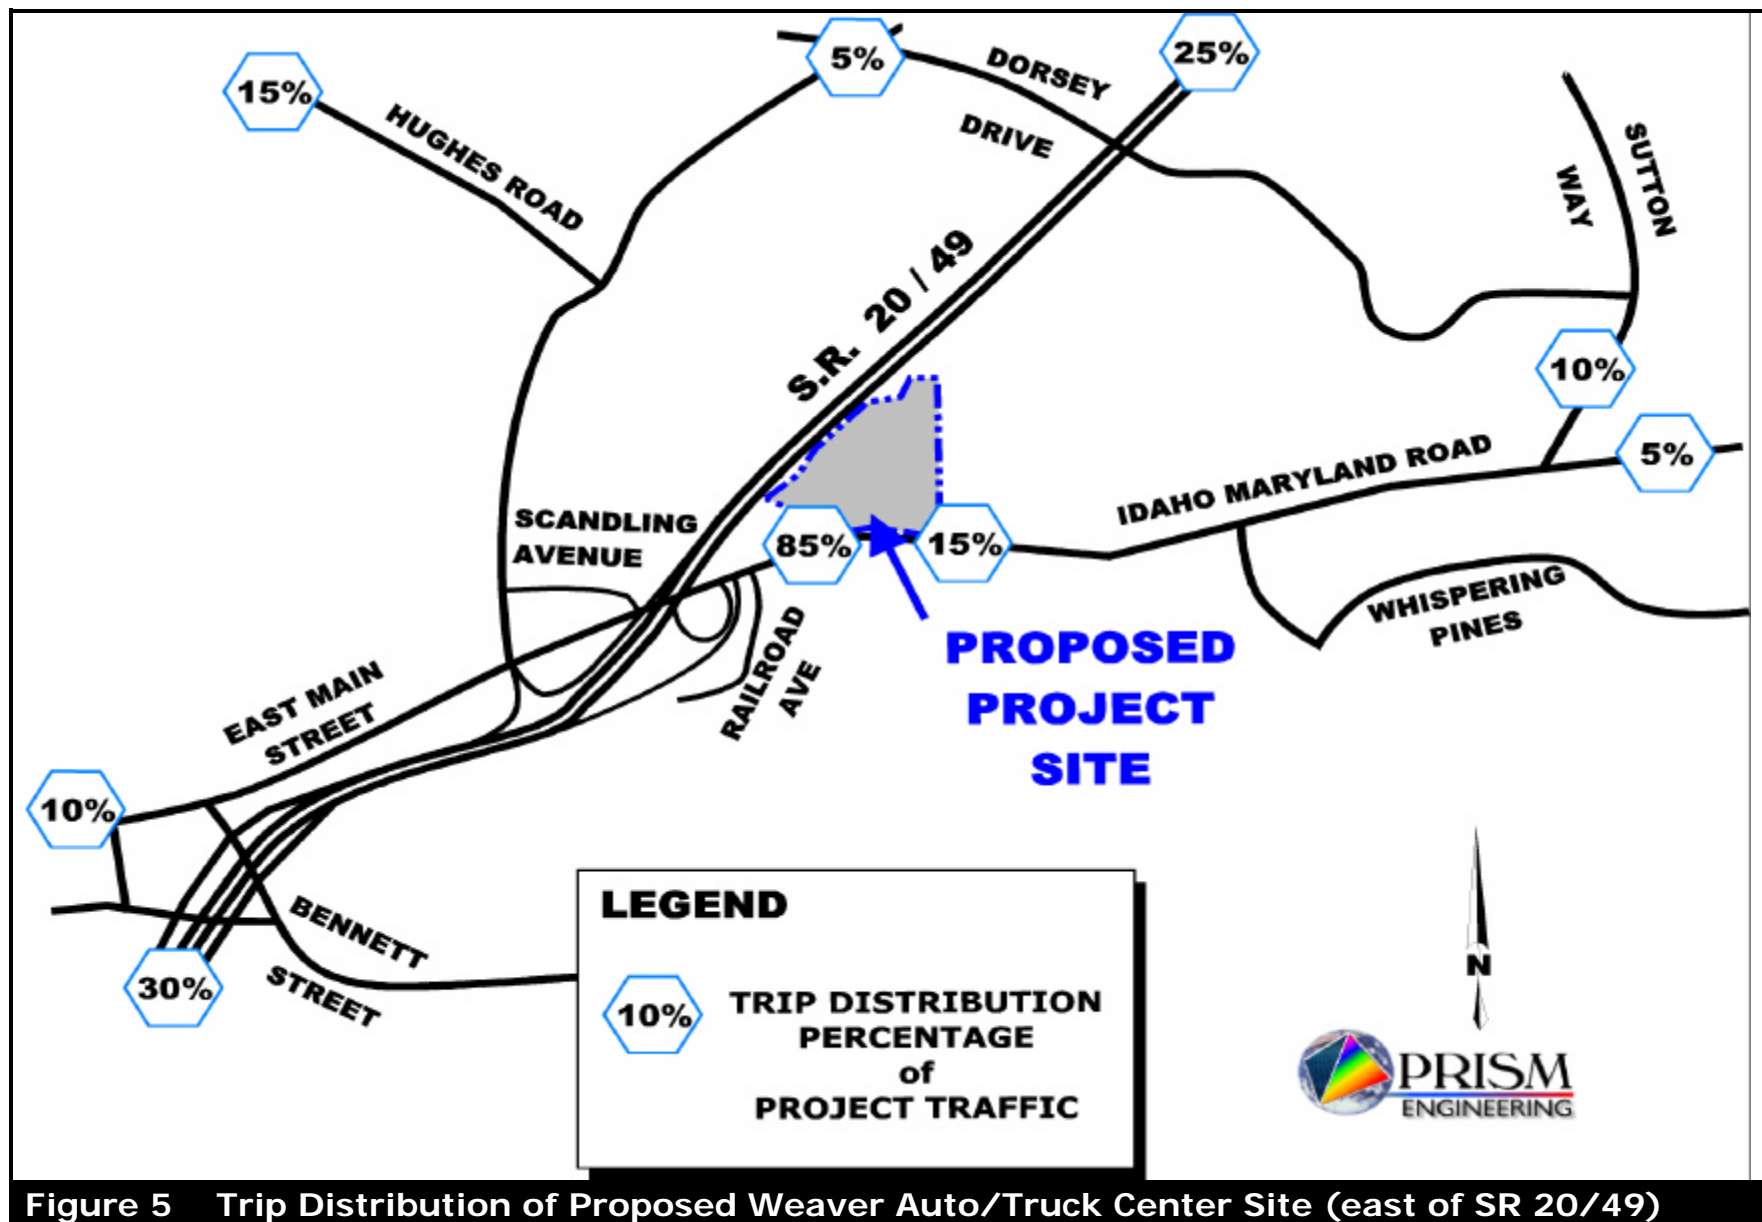 15%
5%
25%
HUGHES ROAD
DORSEY
DRIVE
SUTTON
WAY
S.R. 20 / 49
10%
5%
IDAHO MARYLAND ROAD
SCANDLING
AVENUE
85%
15%
WHISPERING
PINES
RAILROAD
AVE
PROPOSED
PROJECT
SITE
EAST MAIN
STREET
10%
BENNETT
STREET
30%
LEGEND
10%
TRIP DISTRIBUTION
PERCENTAGE
of
PROJECT TRAFFIC
N
PRISM
ENGINEERING
Figure 5 Trip Distribution of Proposed Weaver Auto/Truck Center Site (east of SR 20/49)